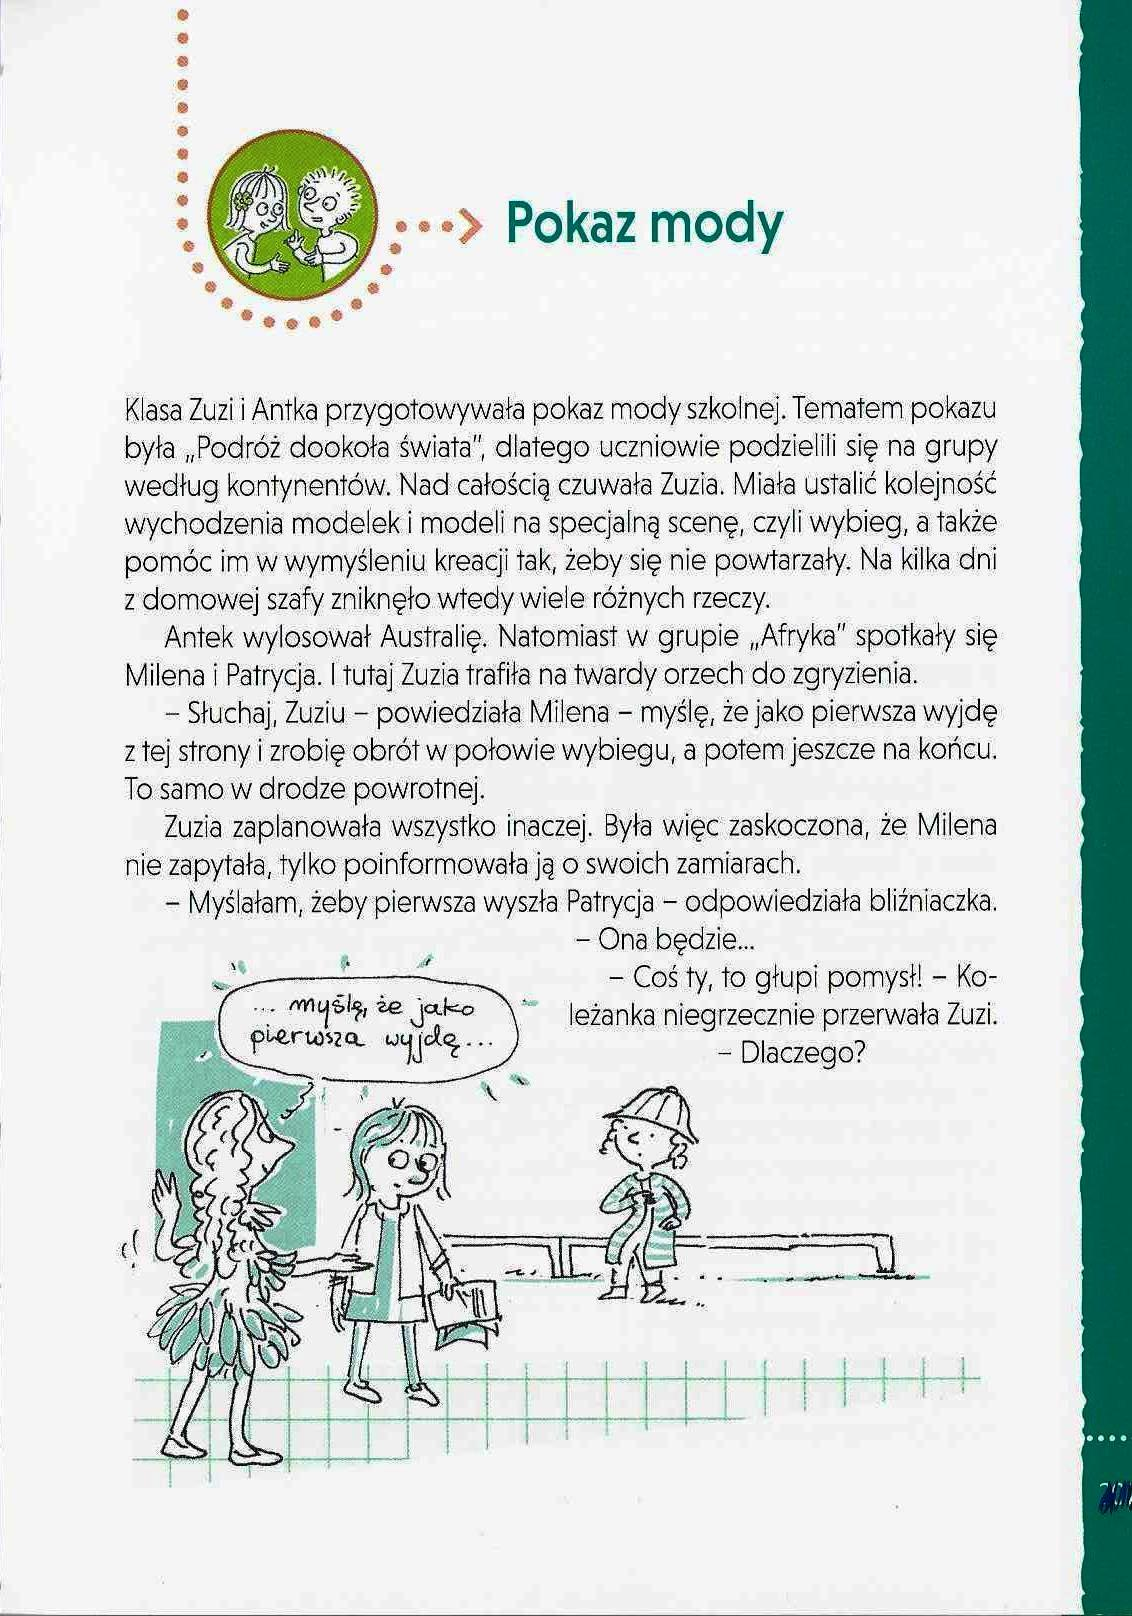 Pokaz mody
Klasa Zuzi i Antka przygotowywała pokaz mody szkolnej. Tematem pokazu
była „Podróż dookoła świata”, dlatego uczniowie podzielili się na grupy
według kontynentów. Nad całością czuwała Zuzia. Miała ustalić kolejność
wychodzenia modelek i modeli na specjalną scenę, czyli wybieg, a także
pomóc im w wymyśleniu kreacji tak, żeby się nie powtarzały. Na kilka dni
z domowej szafy zniknęło wtedy wiele różnych rzeczy.
Antek wylosował Australię. Natomiast w grupie „Afryka” spotkały się
Milena i Patrycja. I tutaj Zuzia trafiła na twardy orzech do zgryzienia.
– Słuchaj, Zuziu – powiedziała Milena – myślę, że jako pierwsza wyjdę
z tej strony i zrobię obrót w połowie wybiegu, a potem jeszcze na końcu.
To samo w drodze powrotnej.
Zuzia zaplanowała wszystko inaczej. Była więc zaskoczona, że Milena
nie zapytała, tylko poinformowała ją o swoich zamiarach.
– Myślałam, żeby pierwsza wyszła Patrycja – odpowiedziała bliźniaczka.
– Ona będzie...
– Coś ty, to głupi pomysł! – Ko-
leżanka niegrzecznie przerwała Zuzi.
– Dlaczego?
... myślę, że jako
pierwsza wyjdę...